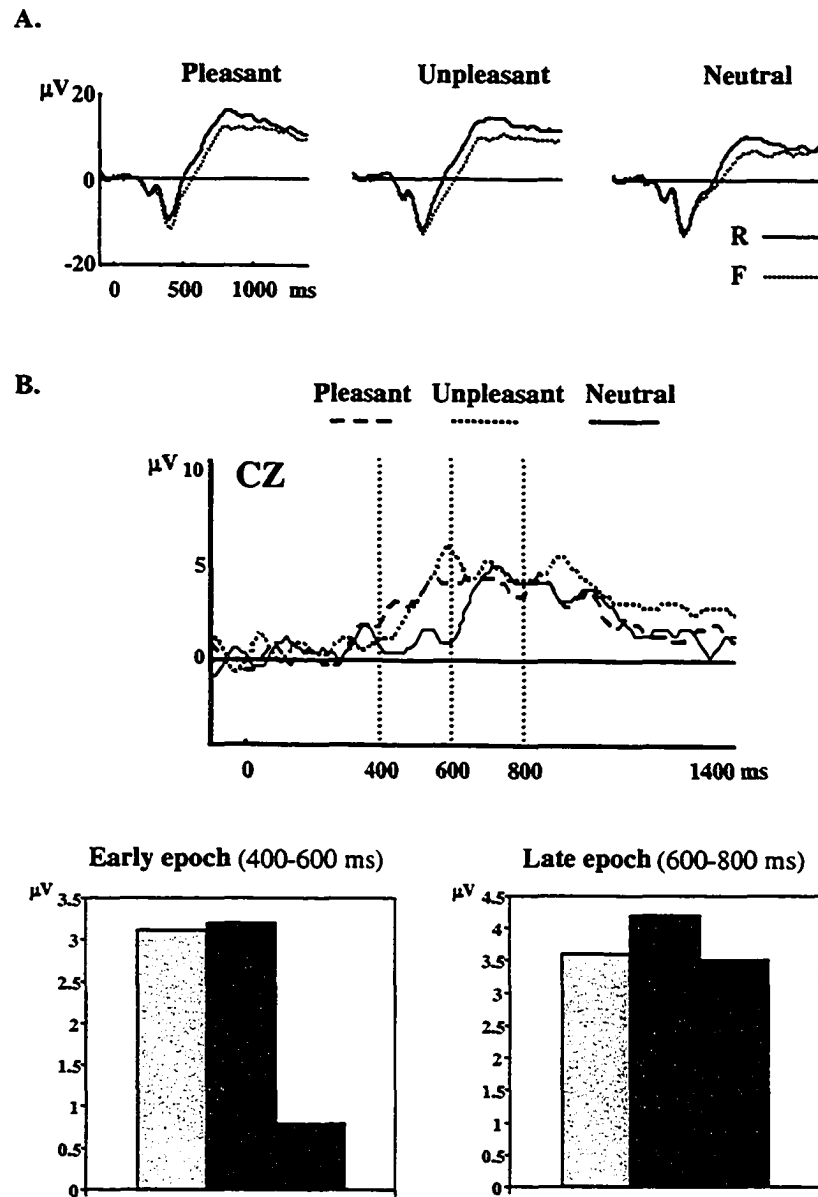 A.
Pleasant Unpleasant Neutral
μV 20
0
-20
0 500 1000 ms
R
F
B.
Pleasant Unpleasant Neutral
μV 10
CZ
5
0
0 400 600 800 1400 ms
Early epoch (400-600 ms)
μV 3.5
3
2.5
2
1.5
1
0.5
0
Late epoch (600-800 ms)
μV 4.5
4
3.5
3
2.5
2
1.5
1
0.5
0